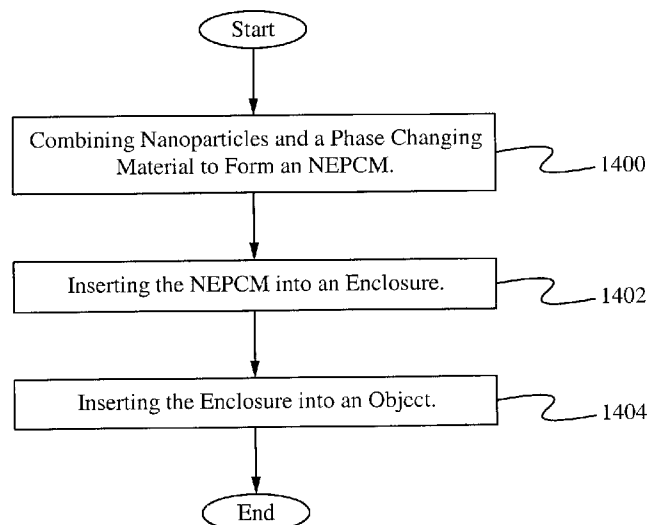 Start
Combining Nanoparticles and a Phase Changing
Material to Form an NEPCM.
1400
Inserting the NEPCM into an Enclosure.
1402
Inserting the Enclosure into an Object.
1404
End